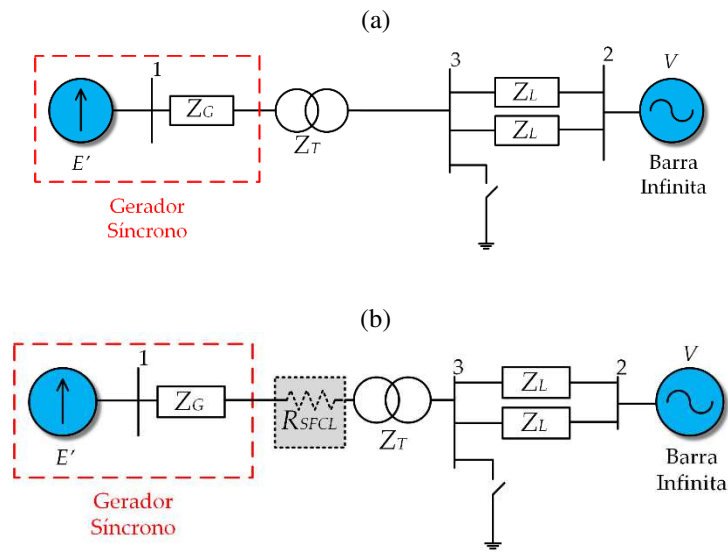 (a)
1
3
2
V
Z_G
Z_T
Z_L
Z_L
E'
Barra
Infinita
Gerador
Síncrono
(b)
1
3
2
V
Z_G
R_SFCL
Z_T
Z_L
Z_L
E'
Barra
Infinita
Gerador
Síncrono